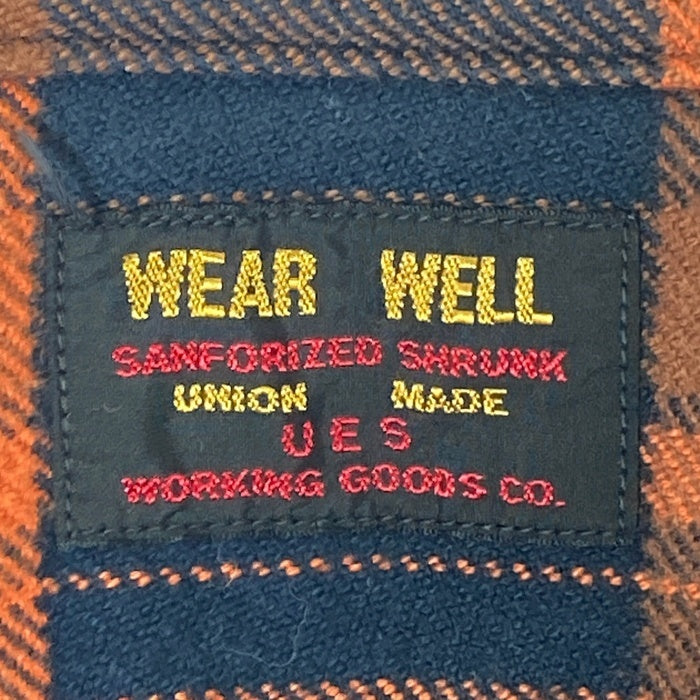 WEAR WELL
SANFORIZED SHRUNK
UNION MADE
UES
WORKING GOODS CO.